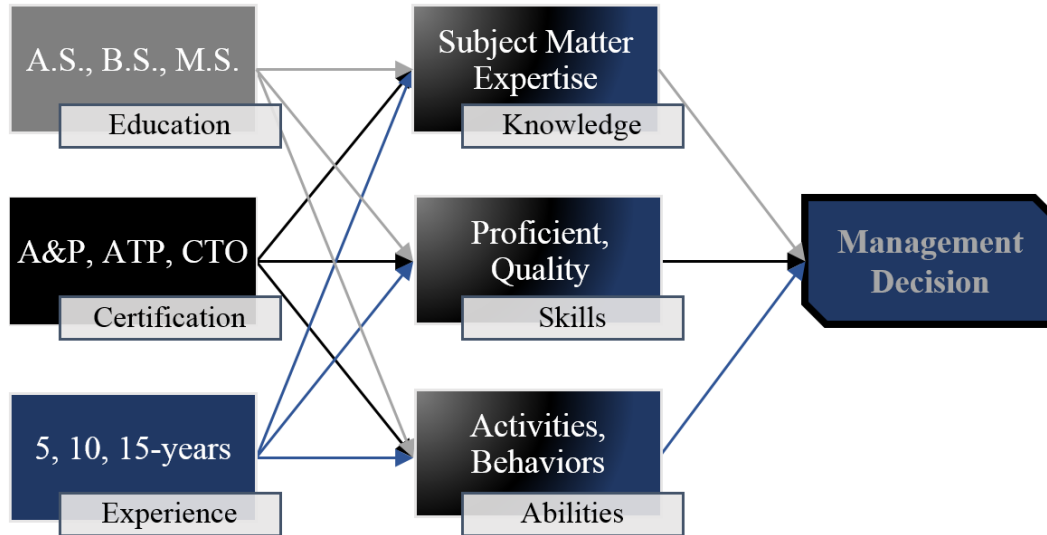 A.S., B.S., M.S.
Education
Subject Matter
Expertise
Knowledge
A&P, ATP, CTO
Certification
Proficient,
Quality
Skills
Management
Decision
5, 10, 15-years
Experience
Activities,
Behaviors
Abilities